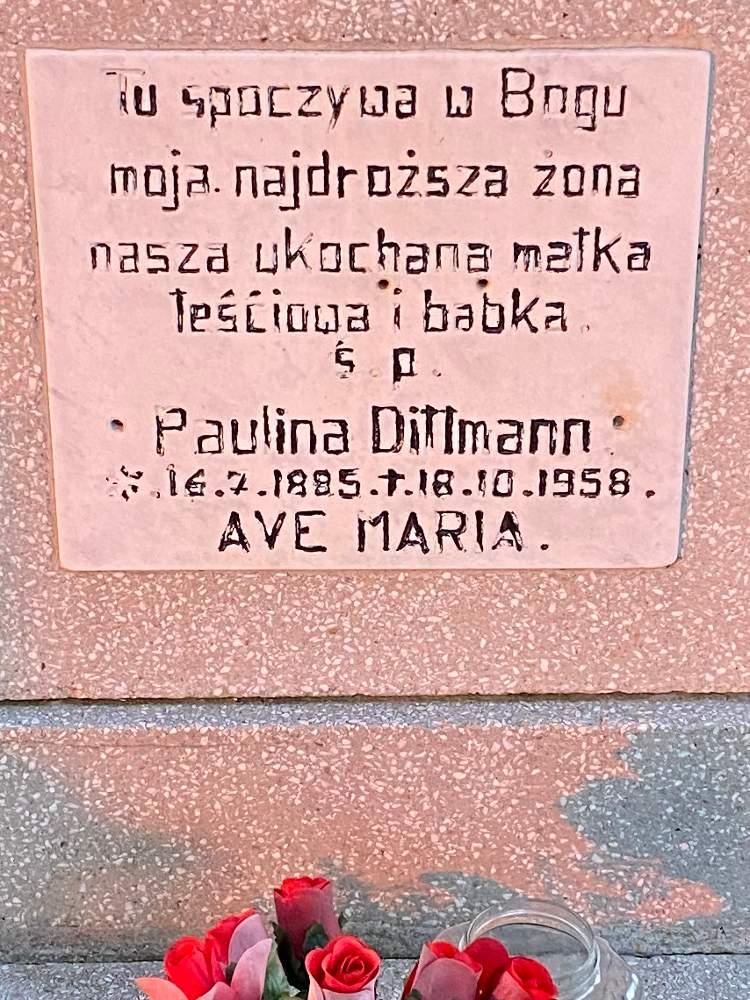 Tu spoczywa w Bogu
moja najdroższa żona
nasza ukochana matka
teściowa i babka.
ś. p.
Paulina Dittmann
*.16.7.1885.†.18.10.1958.
AVE MARIA.